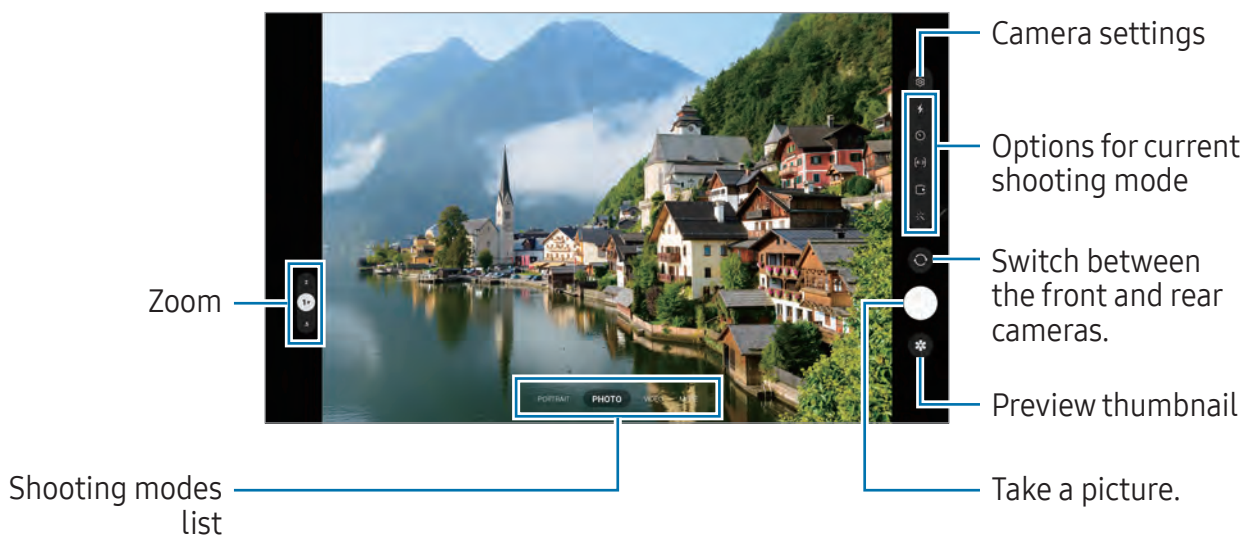 Camera settings
Options for current
shooting mode
Switch between
the front and rear
cameras.
Zoom
PORTRAIT PHOTO VIDEO MORE
Preview thumbnail
Shooting modes
list
Take a picture.